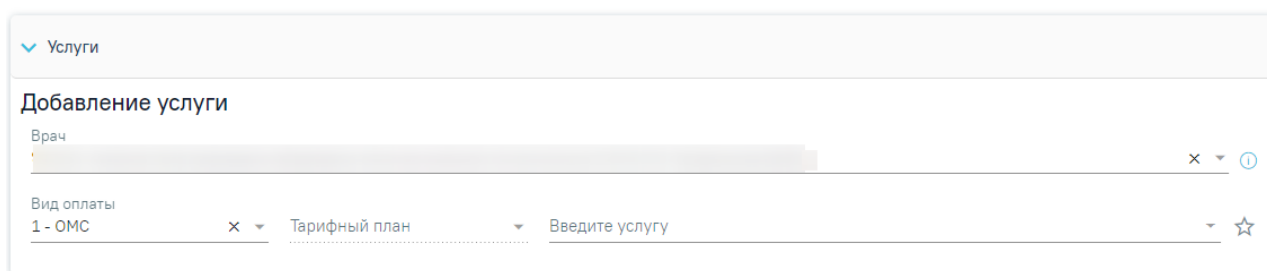 Услуги
Добавление услуги
Врач
Вид оплаты
1 - ОМС Тарифный план Введите услугу